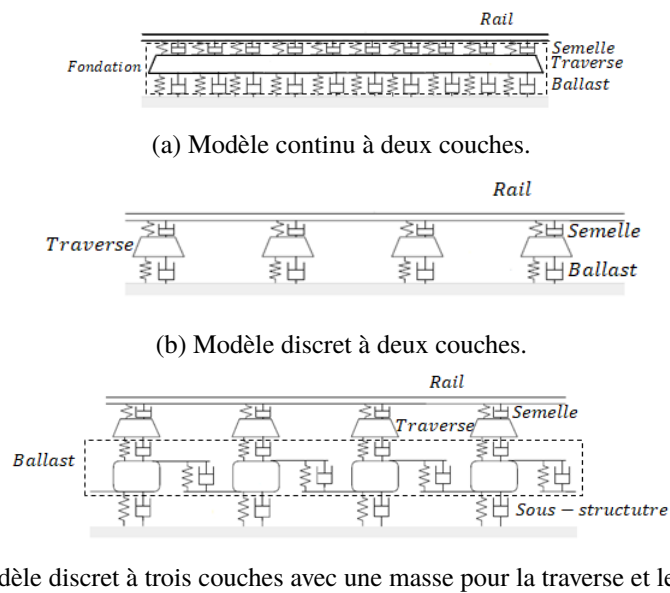 Rail
Semelle
Fondation
Traverse
Ballast
(a) Modèle continu à deux couches.
Rail
Traverse
Semelle
Ballast
(b) Modèle discret à deux couches.
Rail
Semelle
Traverse
Ballast
Sous - structutre
dèle discret à trois couches avec une masse pour la traverse et le